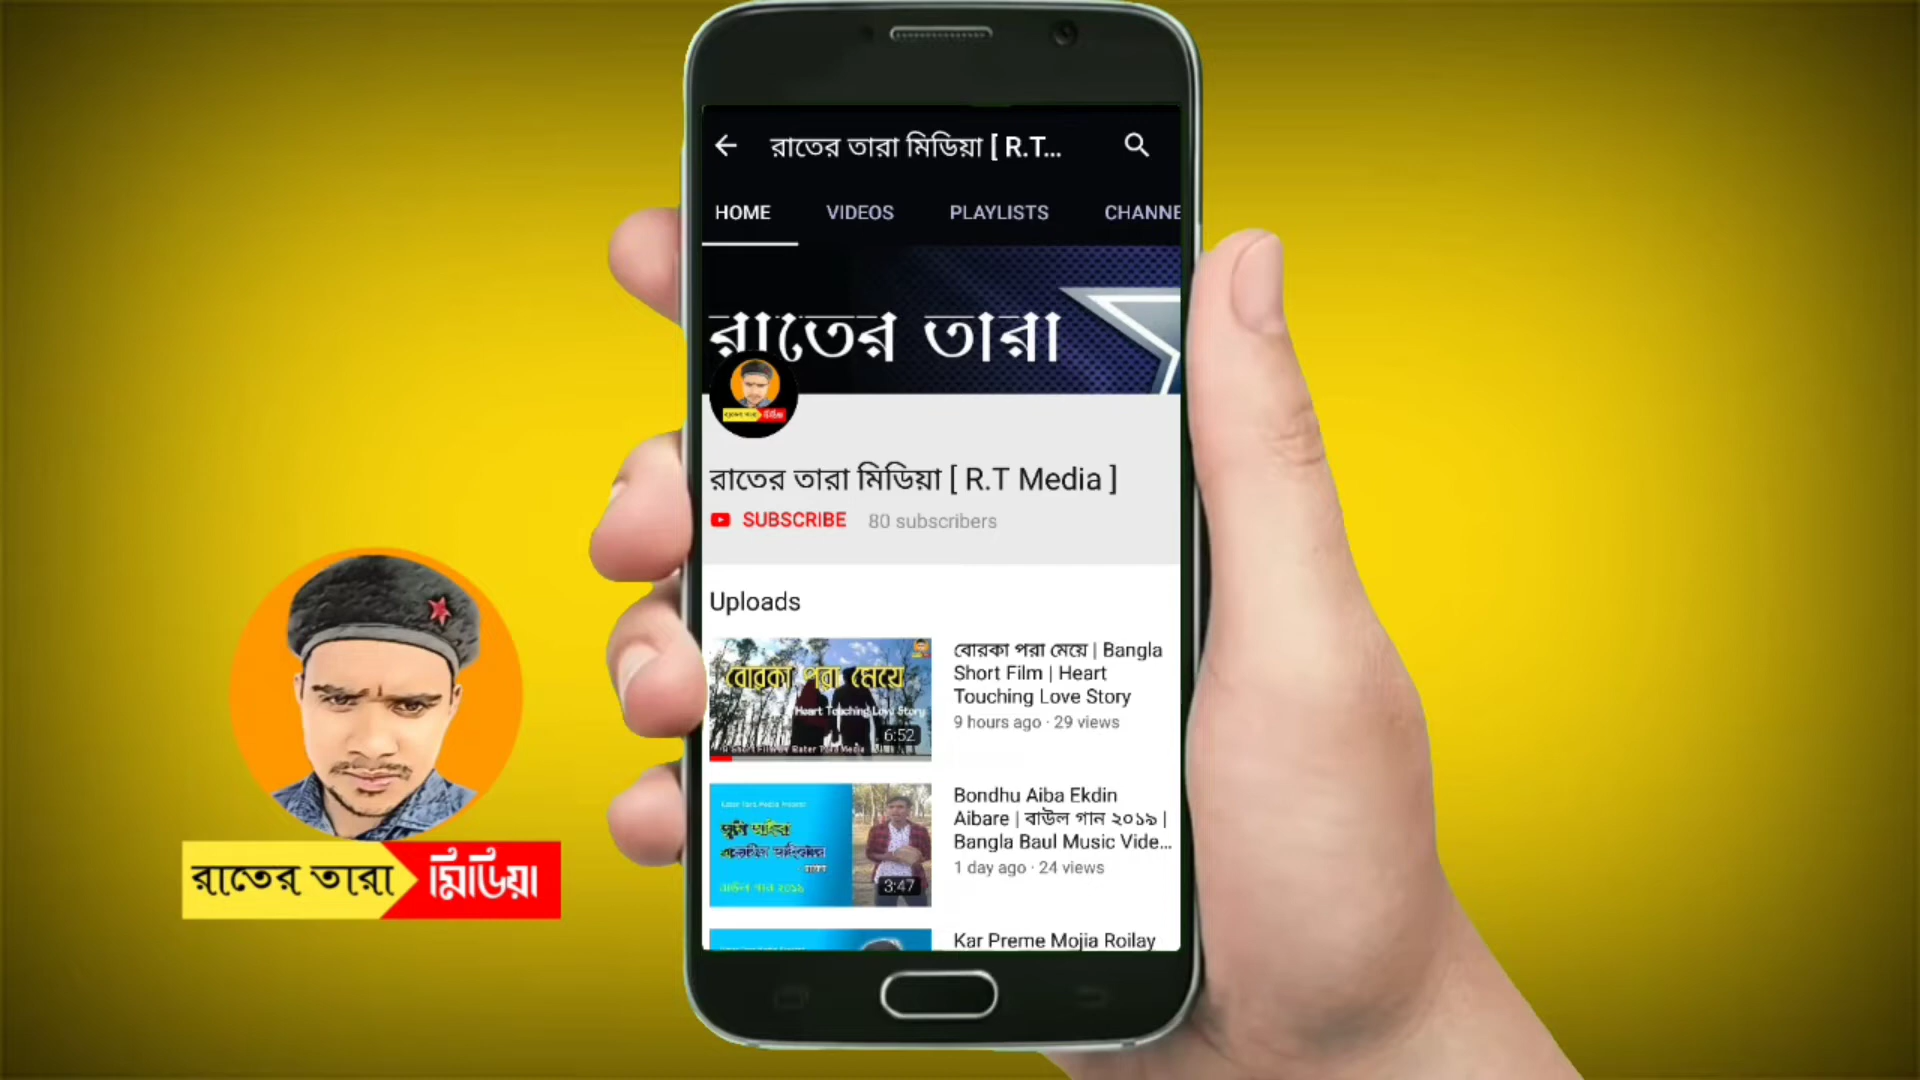 রাতের তারা মিডিয়া [ R.T...
HOME VIDEOS PLAYLISTS CHANNE
রাতের তারা
রাতের তারা মিডিয়া [ R.T Media ]
SUBSCRIBE 80 subscribers
Uploads
বোরকা পরা মেয়ে
Heart Touching Love Story
6:52
বোরকা পরা মেয়ে | Bangla
Short Film | Heart
Touching Love Story
9 hours ago · 29 views
বাউল গান ২০১৯
3:47
Bondhu Aiba Ekdin
Aibare | বাউল গান ২০১৯ |
Bangla Baul Music Vide...
1 day ago · 24 views
Kar Preme Mojia Roilay
রাতের তারা মিডিয়া